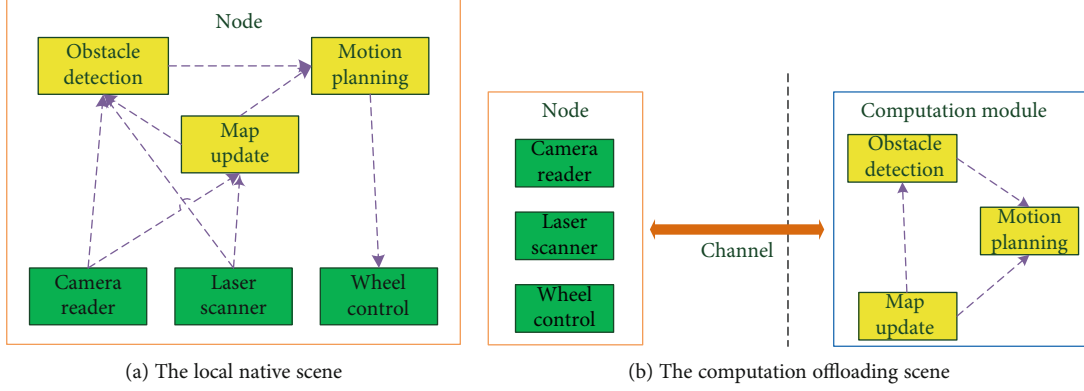 Node
Obstacle
detection
Motion
planning
Map
update
Camera
reader
Laser
scanner
Wheel
control
(a) The local native scene
Node
Camera
reader
Laser
scanner
Wheel
control
Channel
Computation module
Obstacle
detection
Motion
planning
Map
update
(b) The computation offloading scene